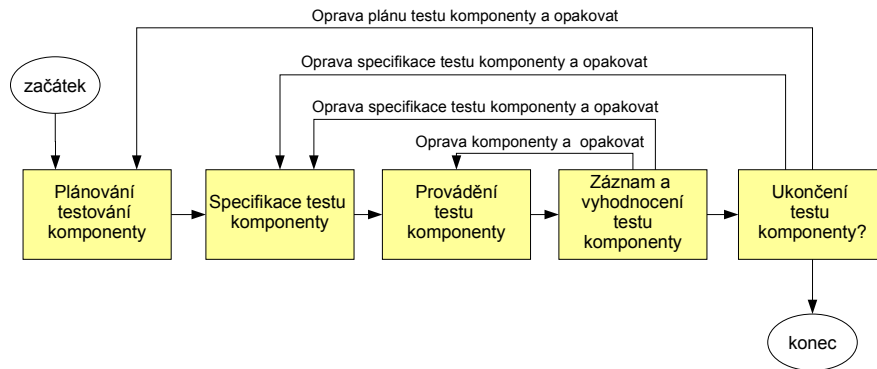 Oprava plánu testu komponenty a opakovat
Oprava specifikace testu komponenty a opakovat
začátek
Oprava specifikace testu komponenty a opakovat
Oprava komponenty a opakovat
Plánování
testování
komponenty
Specifikace testu
komponenty
Provádění
testu
komponenty
Záznam a
vyhodnocení
testu
komponenty
Ukončení
testu
komponenty?
konec